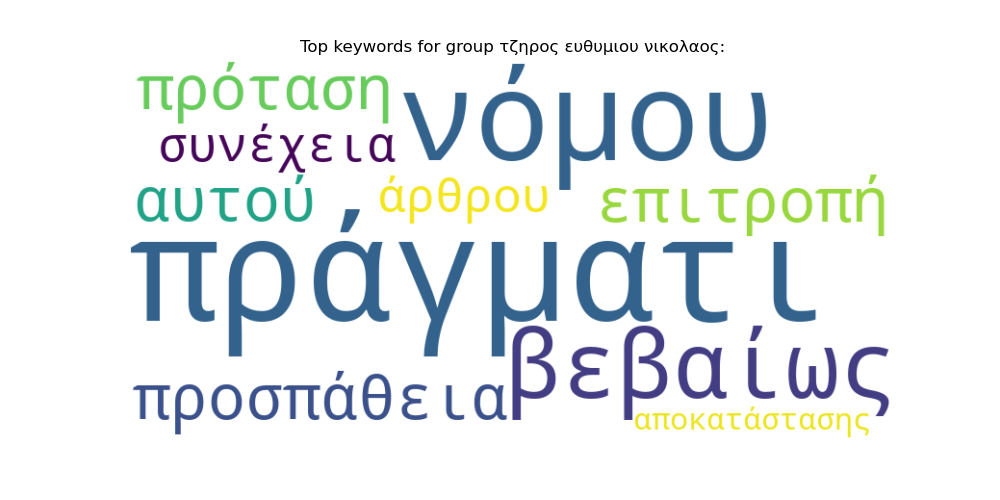 Top keywords for group τζηρος ευθυμιου νικολαος:
πρόταση
νόμου
συνέχεια
αυτού
άρθρου
επιτροπή
πράγματι
βεβαίως
προσπάθεια
αποκατάστασης